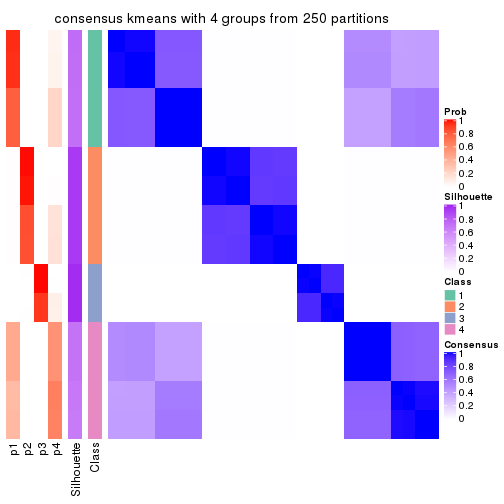 consensus kmeans with 4 groups from 250 partitions
Prob
1
0.8
0.6
0.4
0.2
0
Silhouette
1
0.8
0.6
0.4
0.2
0
Class
1
2
3
4
Consensus
1
0.8
0.6
0.4
0.2
0
p1
p2
p3
p4
Silhouette
Class